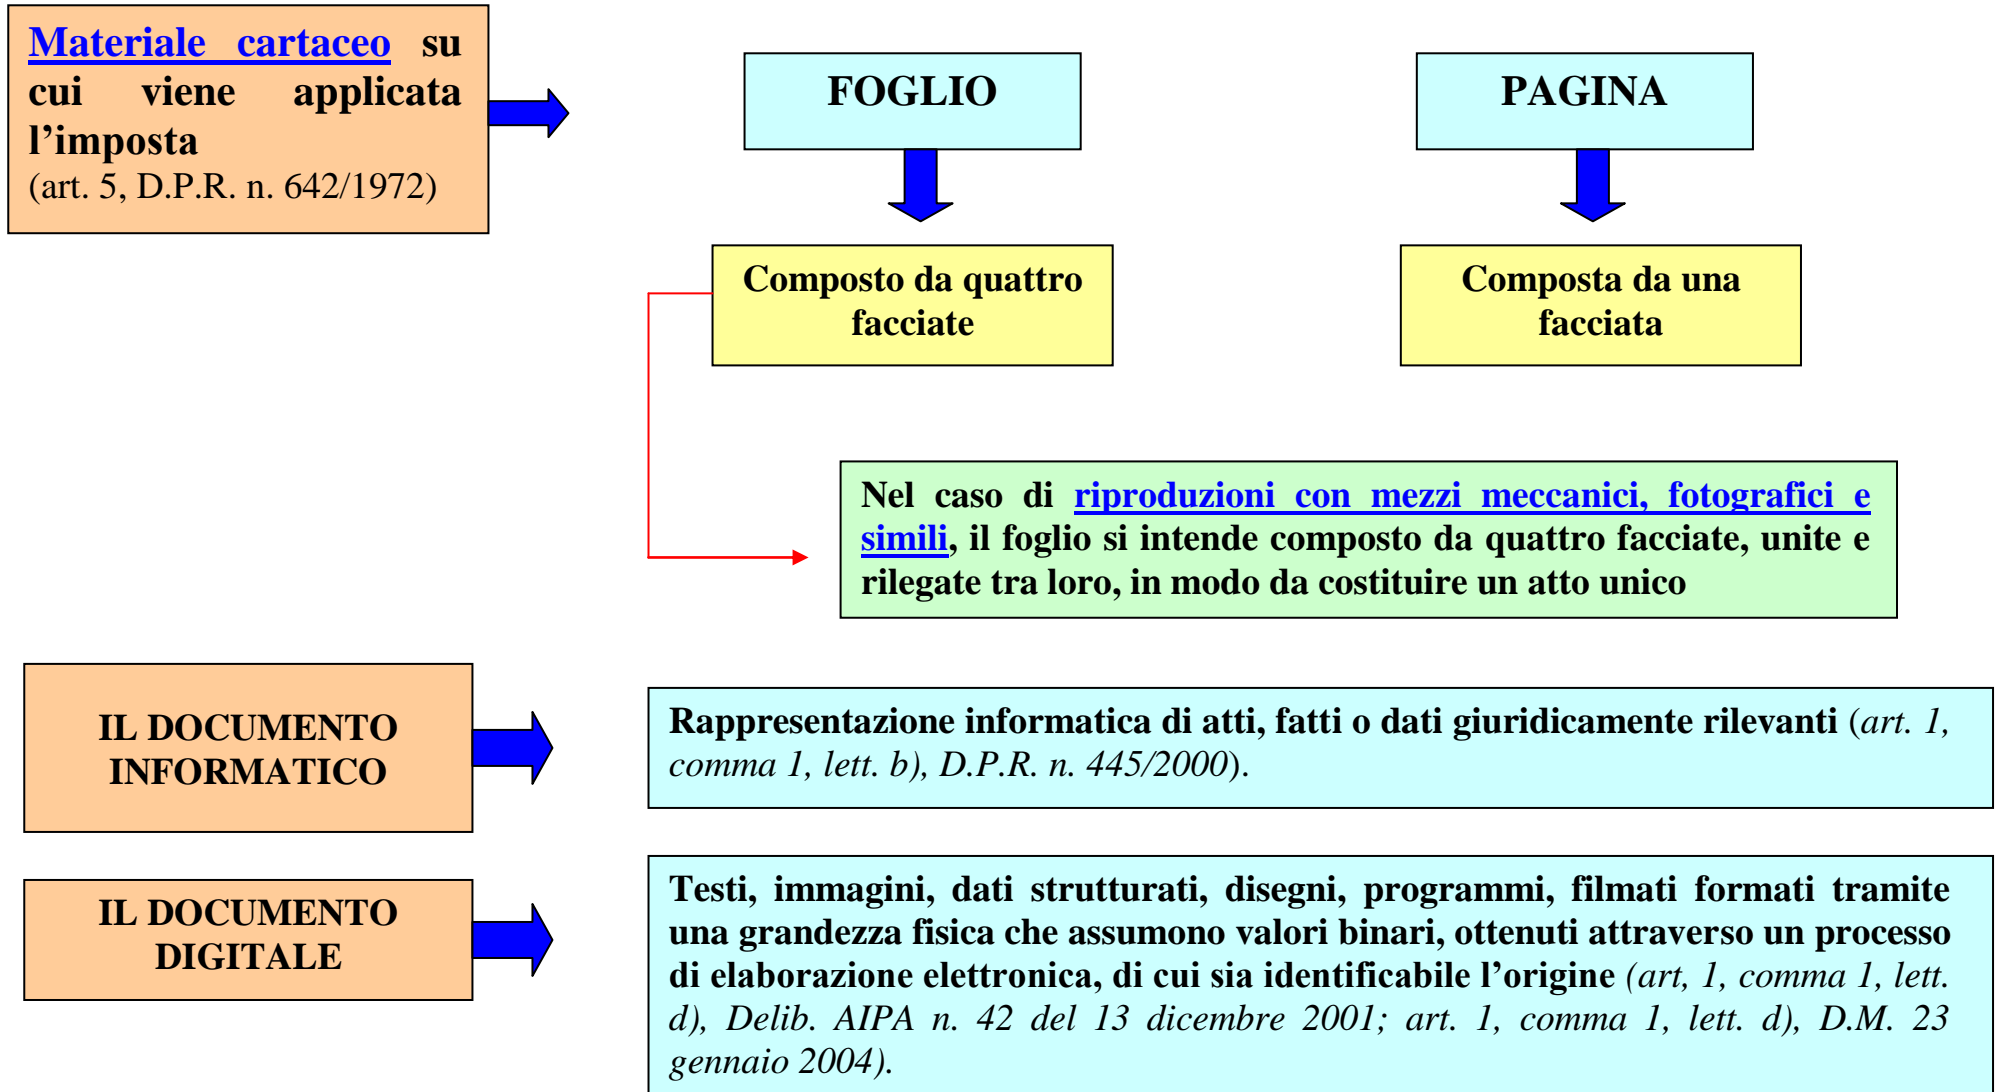 Materiale cartaceo su
cui viene applicata
l’imposta
(art. 5, D.P.R. n. 642/1972)
FOGLIO
PAGINA
Composto da quattro
facciate
Composta da una
facciata
Nel caso di riproduzioni con mezzi meccanici, fotografici e
simili, il foglio si intende composto da quattro facciate, unite e
rilegate tra loro, in modo da costituire un atto unico
IL DOCUMENTO
INFORMATICO
Rappresentazione informatica di atti, fatti o dati giuridicamente rilevanti (art. 1,
comma 1, lett. b), D.P.R. n. 445/2000).
IL DOCUMENTO
DIGITALE
Testi, immagini, dati strutturati, disegni, programmi, filmati formati tramite
una grandezza fisica che assumono valori binari, ottenuti attraverso un processo
di elaborazione elettronica, di cui sia identificabile l’origine (art, 1, comma 1, lett.
d), Delib. AIPA n. 42 del 13 dicembre 2001; art. 1, comma 1, lett. d), D.M. 23
gennaio 2004).